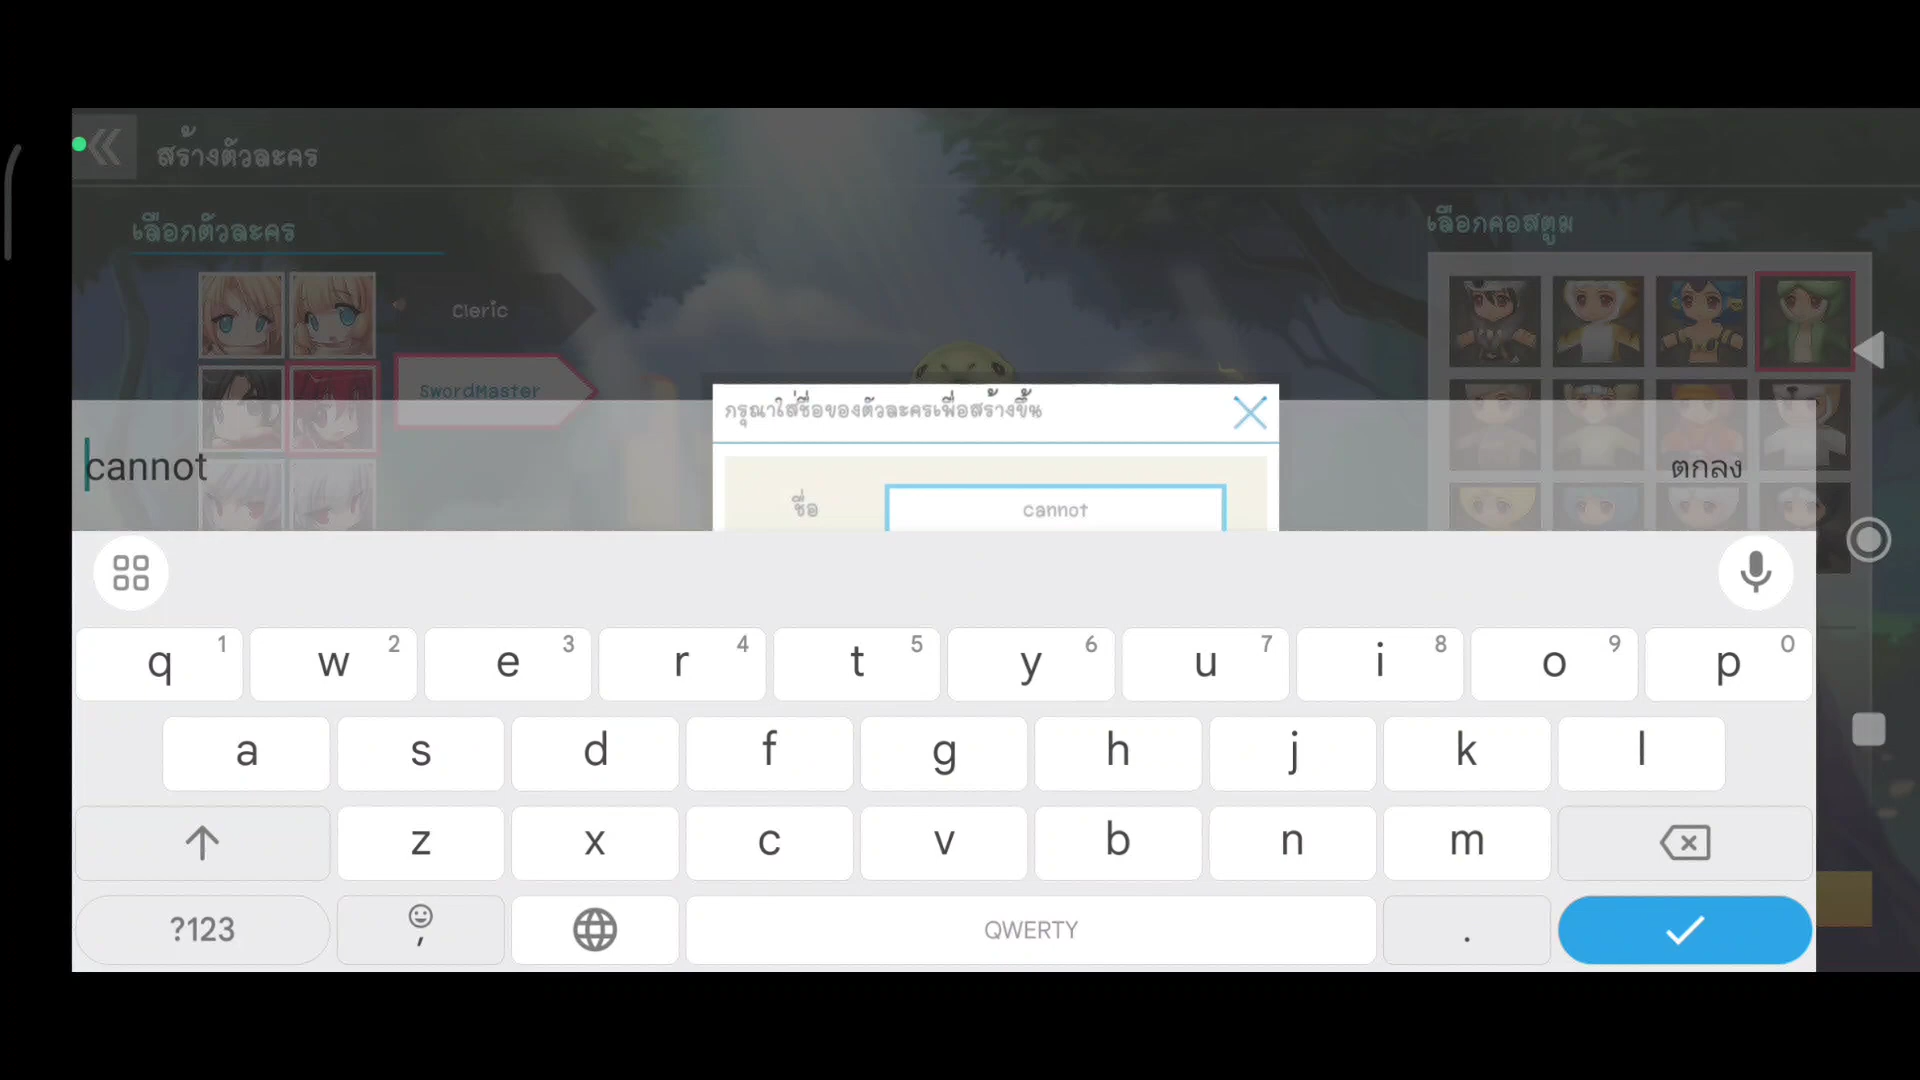 สร้างตัวละคร
เลือกตัวละคร
เลือกคอสตูม
Cleric
SwordMaster
กรุณาใส่ชื่อของตัวละครเพื่อสร้างขึ้น
cannot
ตกลง
ชื่อ
cannot
q 1 w 2 e 3 r 4 t 5 y 6 u 7 i 8 o 9 p 0
a s d f g h j k l
z x c v b n m
?123 , QWERTY .